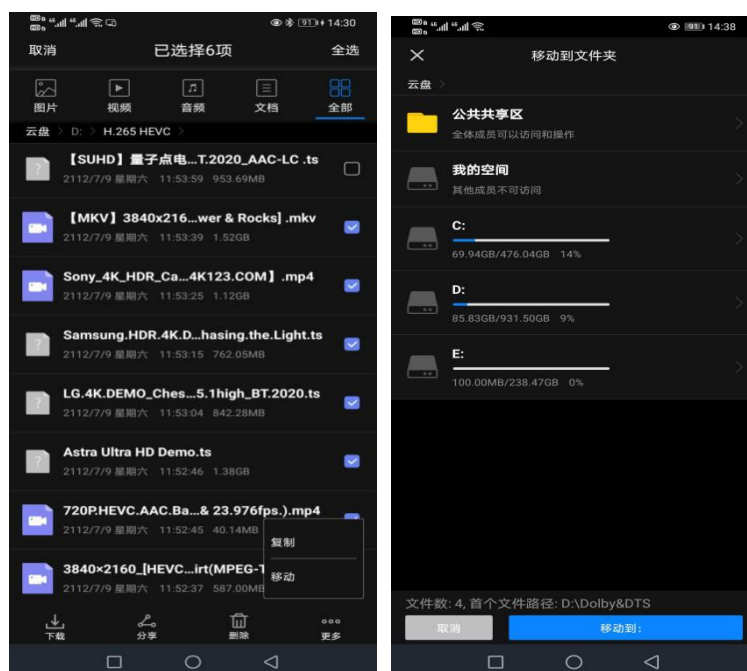 14:30
取消
已选择6项
全选
图片
视频
音频
文档
全部
云盘 > D: > H.265 HEVC >
【SUHD】量子点电...T.2020_AAC-LC .ts
2112/7/9 星期六 11:53:59 953.69MB
【MKV】3840x216...wer & Rocks] .mkv
2112/7/9 星期六 11:53:39 1.52GB
Sony_4K_HDR_Ca...4K123.COM】.mp4
2112/7/9 星期六 11:53:25 1.12GB
Samsung.HDR.4K.D...hasing.the.Light.ts
2112/7/9 星期六 11:53:15 762.05MB
LG.4K.DEMO_Ches...5.1high_BT.2020.ts
2112/7/9 星期六 11:53:04 842.28MB
Astra Ultra HD Demo.ts
2112/7/9 星期六 11:52:46 1.38GB
720P.HEVC.AAC.Ba...& 23.976fps.).mp4
2112/7/9 星期六 11:52:45 40.14MB
3840×2160_[HEVC...irt(MPEG-T
2112/7/9 星期六 11:52:37 587.00MB
复制
移动
下载
分享
删除
更多
14:38
移动到文件夹
云盘 >
公共共享区
全体成员可以访问和操作
我的空间
其他成员不可访问
C:
69.94GB/476.04GB 14%
D:
85.83GB/931.50GB 9%
E:
100.00MB/238.47GB 0%
文件数: 4, 首个文件路径: D:\Dolby&DTS
取消
移动到: